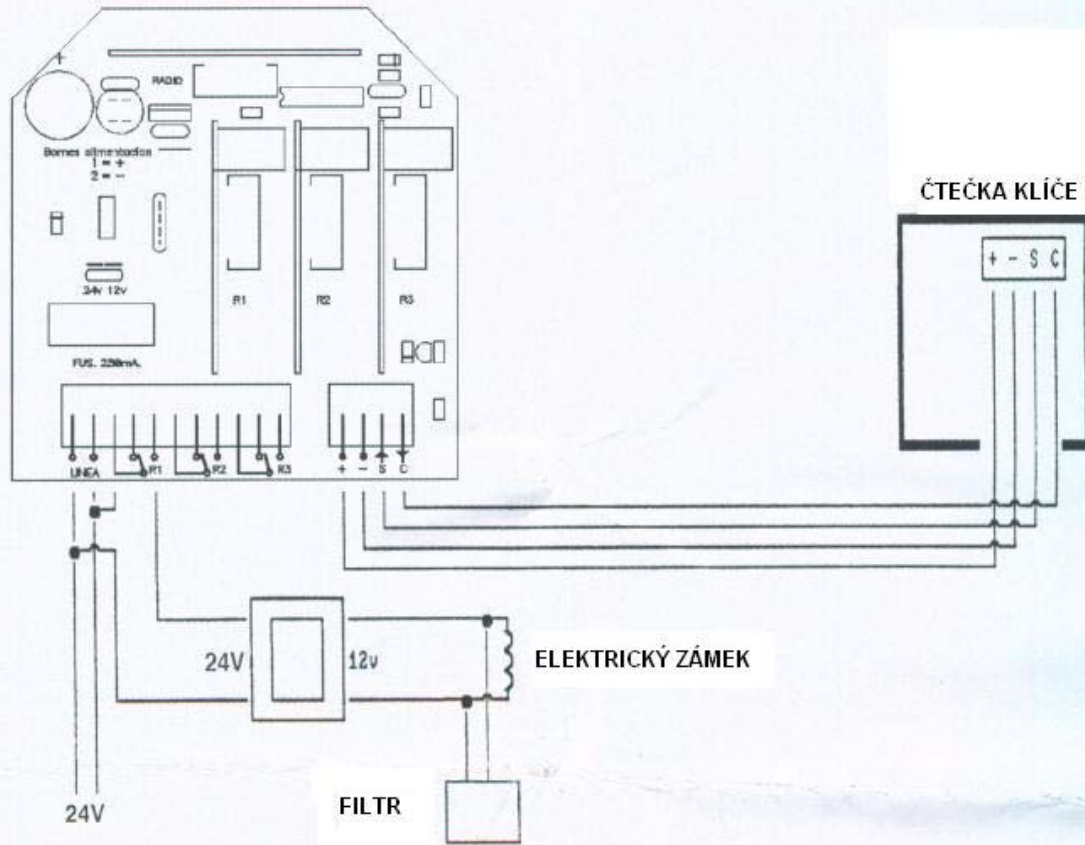 +
RADIO
Bornes alimentacion
1 = +
2 = -
24v 12v
R1
R2
R3
FUS. 250mA.
LINEA
R1
R2
R3
+ - S C
ČTEČKA KLÍČE
+ - S C
24V
12v
ELEKTRICKÝ ZÁMEK
24V
FILTR